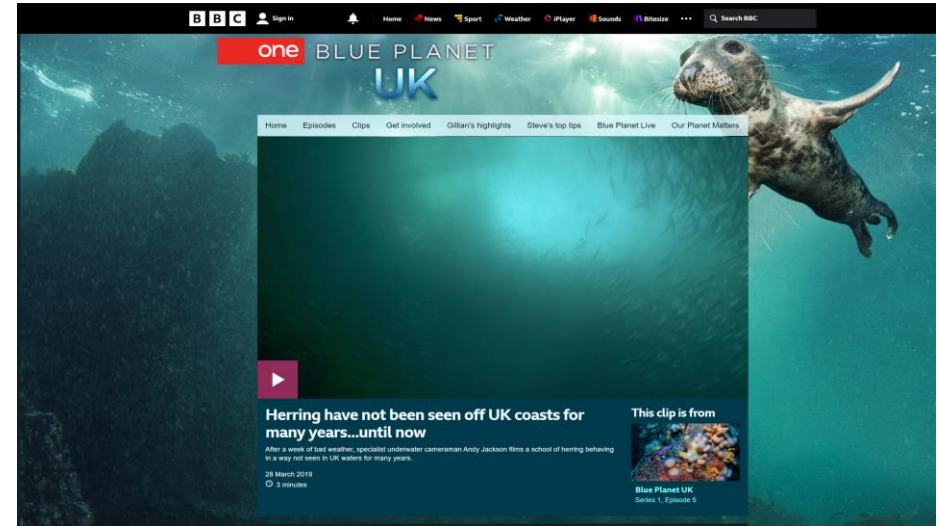 BBC Sign in Home News Sport Weather iPlayer Sounds Bitesize Search BBC
one BLUE PLANET
UK
Home Episodes Clips Get involved Gillian's highlights Steve's top tips Blue Planet Live Our Planet Matters
Herring have not been seen off UK coasts for
many years...until now
After a week of bad weather, specialist underwater cameraman Andy Jackson films a school of herring behaving
in a way not seen in UK waters for many years.
28 March 2019
3 minutes
This clip is from
Blue Planet UK
Series 1, Episode 5